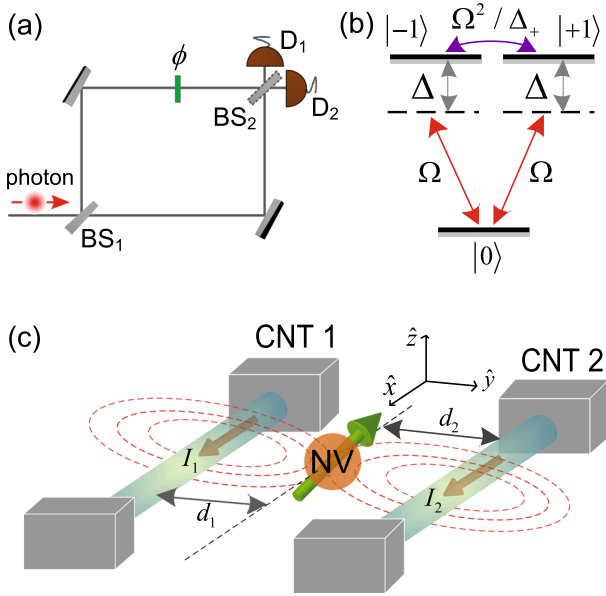 (a)
ϕ
D₁
D₂
BS₂
photon
BS₁
(b)
|−1⟩ Ω² / Δ₊ |+1⟩
Δ Δ
Ω Ω
|0⟩
(c)
CNT 1
ẑ
x̂ ŷ
CNT 2
d₂
NV
I₁
I₂
d₁